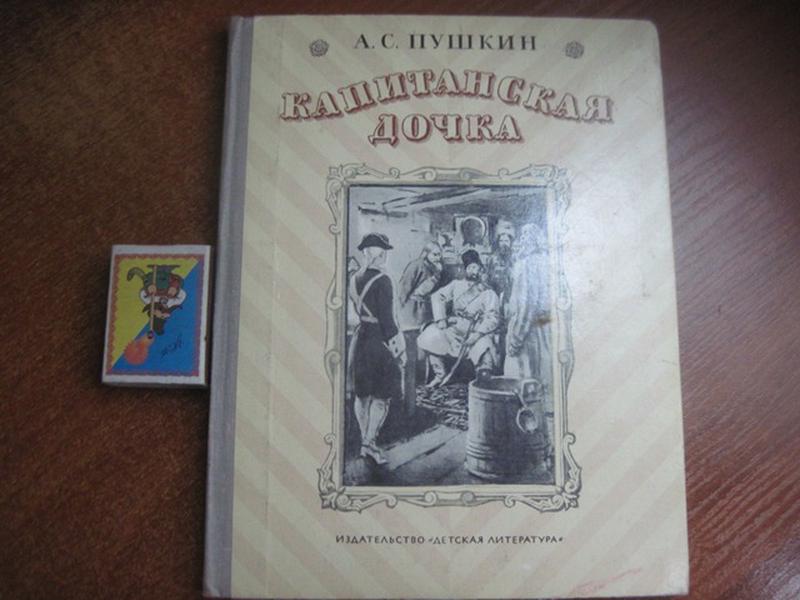 А. С. ПУШКИН
КАПИТАНСКАЯ
ДОЧКА
ИЗДАТЕЛЬСТВО «ДЕТСКАЯ ЛИТЕРАТУРА»